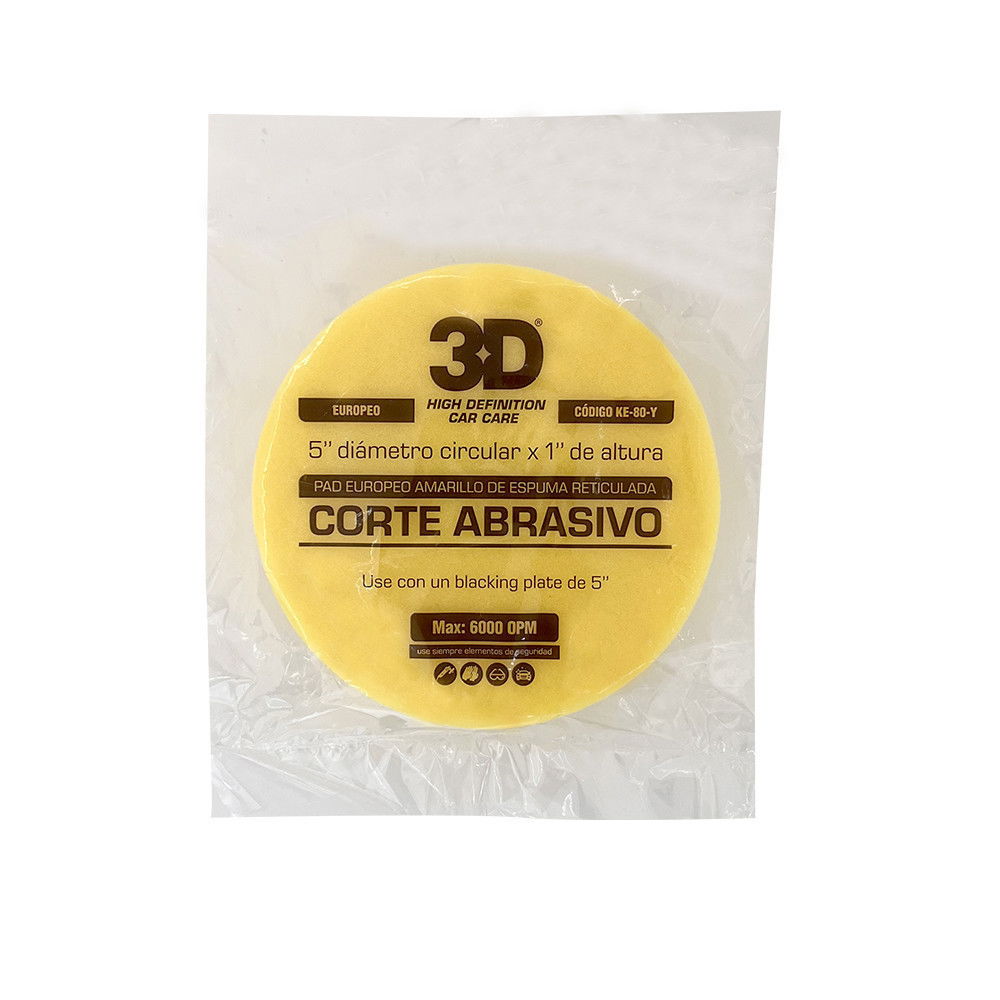 3D®
HIGH DEFINITION
CAR CARE
EUROPEO
CÓDIGO KE-80-Y
5” diámetro circular x 1” de altura
PAD EUROPEO AMARILLO DE ESPUMA RETICULADA
CORTE ABRASIVO
Use con un blacking plate de 5”
Max: 6000 OPM
use siempre elementos de seguridad